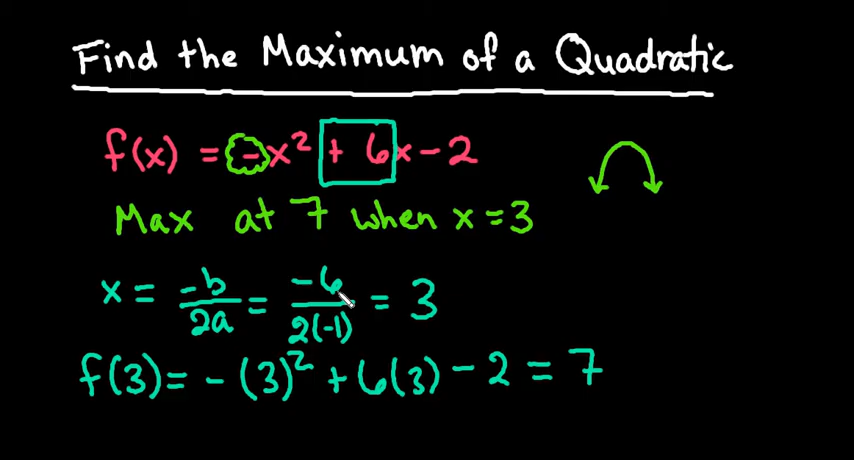 Find the Maximum of a Quadratic
f(x) = -x² + 6x - 2
Max at 7 when x = 3
x = -b/2a = -6/2(-1) = 3
f(3) = -(3)² + 6(3) - 2 = 7